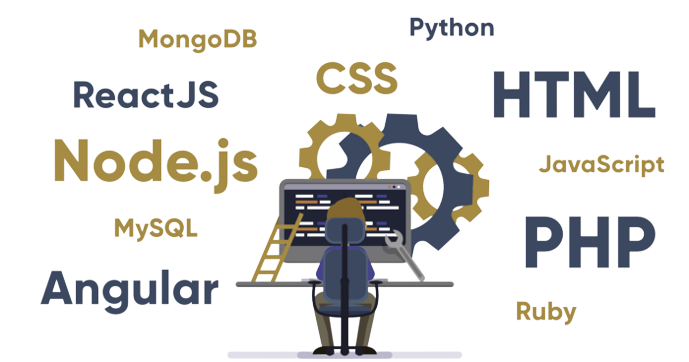 MongoDB
Python
ReactJS
CSS
HTML
Node.js
JavaScript
MySQL
PHP
Angular
Ruby